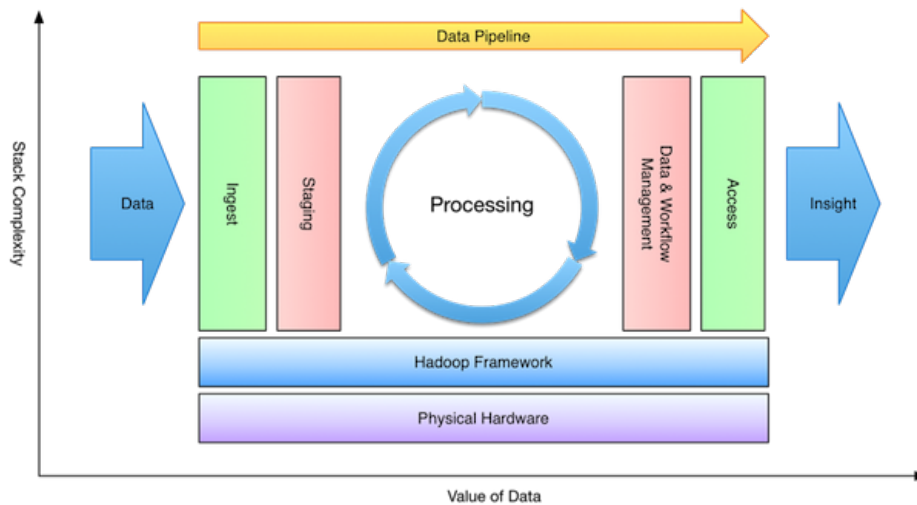 Data Pipeline
Stack Complexity
Data
Ingest
Staging
Processing
Data & Workflow
Management
Access
Insight
Hadoop Framework
Physical Hardware
Value of Data